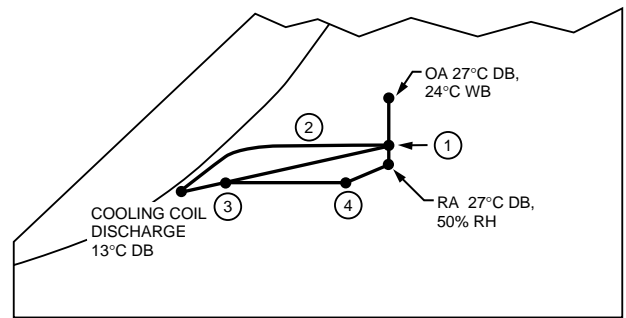 OA 27°C DB,
24°C WB
2
1
3
4
RA 27°C DB,
50% RH
COOLING COIL
DISCHARGE
13°C DB